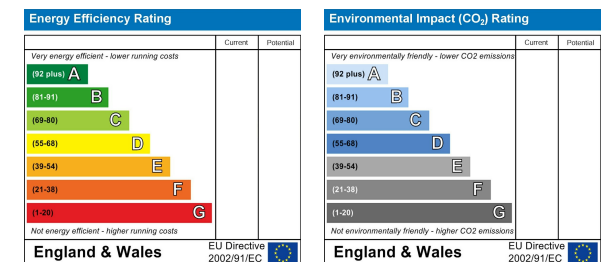 Energy Efficiency Rating
Current Potential
Very energy efficient - lower running costs
(92 plus) A
(81-91) B
(69-80) C
(55-68) D
(39-54) E
(21-38) F
(1-20) G
Not energy efficient - higher running costs
England & Wales
EU Directive
2002/91/EC
Environmental Impact (CO₂) Rating
Current Potential
Very environmentally friendly - lower CO2 emissions
(92 plus) A
(81-91) B
(69-80) C
(55-68) D
(39-54) E
(21-38) F
(1-20) G
Not environmentally friendly - higher CO2 emissions
England & Wales
EU Directive
2002/91/EC